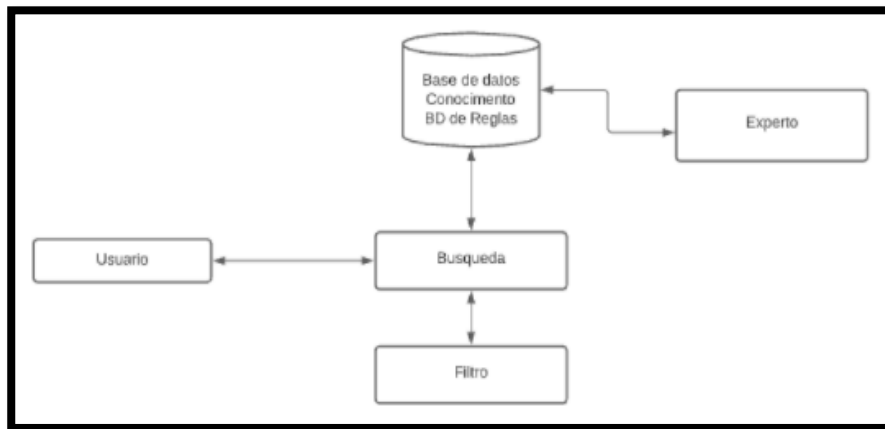 Base de datos
Conocimento
BD de Reglas
Experto
Usuario
Busqueda
Filtro